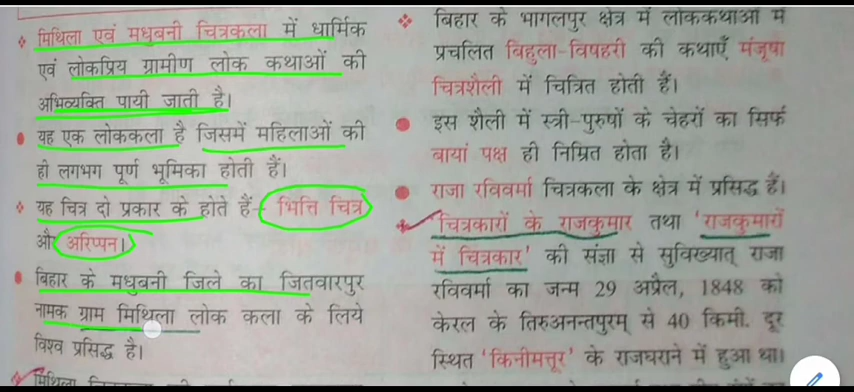 मिथिला एवं मधुबनी चित्रकला में धार्मिक
एवं लोकप्रिय ग्रामीण लोक कथाओं की
अभिव्यक्ति पायी जाती है।
यह एक लोककला है जिसमें महिलाओं की
ही लगभग पूर्ण भूमिका होती हैं।
यह चित्र दो प्रकार के होते हैं- भित्ति चित्र
और अरिप्पन।
बिहार के मधुबनी जिले का जितवारपुर
नामक ग्राम मिथिला लोक कला के लिये
विश्व प्रसिद्ध है।
मिथिला
बिहार के भागलपुर क्षेत्र में लोककथाओं में
प्रचलित बिहुला-विषहरी की कथाएँ मंजूषा
चित्रशैली में चित्रित होती हैं।
इस शैली में स्त्री-पुरुषों के चेहरों का सिर्फ
बायां पक्ष ही निम्रित होता है।
राजा रविवर्मा चित्रकला के क्षेत्र में प्रसिद्ध हैं।
चित्रकारों के राजकुमार तथा 'राजकुमारों
में चित्रकार' की संज्ञा से सुविख्यात् राजा
रविवर्मा का जन्म 29 अप्रैल, 1848 को
केरल के तिरुअनन्तपुरम् से 40 किमी. दूर
स्थित 'किनीमत्तूर' के राजघराने में हुआ था।